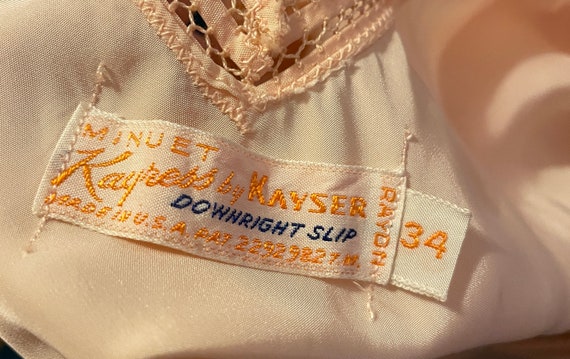 MINUET
Kayress by KAYSER
DOWNRIGHT SLIP
MADE IN U.S.A. PAT. 2252982 T.M.
RAYON
34